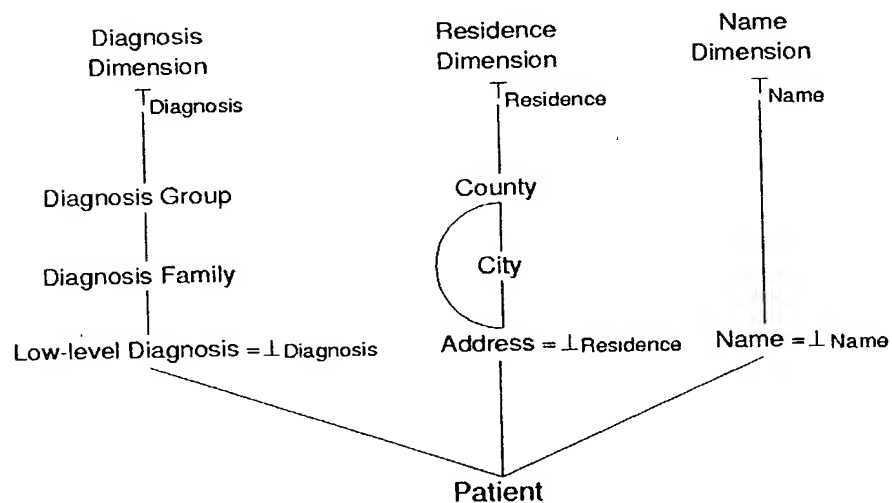 Diagnosis
Dimension
Residence
Dimension
Name
Dimension
⊤Diagnosis
⊤Residence
⊤Name
Diagnosis Group
County
Diagnosis Family
City
Low-level Diagnosis = ⊥Diagnosis
Address = ⊥Residence
Name = ⊥Name
Patient